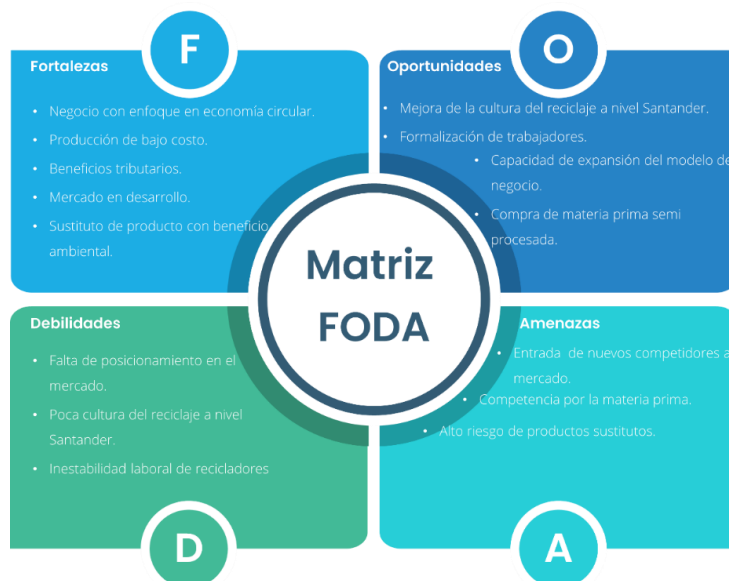 F
Fortalezas
• Negocio con enfoque en economía circular.
• Producción de bajo costo.
• Beneficios tributarios.
• Mercado en desarrollo.
• Sustituto de producto con beneficio
ambiental.
O
Oportunidades
• Mejora de la cultura del reciclaje a nivel Santander.
• Formalización de trabajadores.
• Capacidad de expansión del modelo de
negocio.
• Compra de materia prima semi
procesada.
Matriz
FODA
Debilidades
• Falta de posicionamiento en el
mercado.
• Poca cultura del reciclaje a nivel
Santander.
• Inestabilidad laboral de recicladores
D
Amenazas
• Entrada de nuevos competidores a
mercado.
• Competencia por la materia prima.
• Alto riesgo de productos sustitutos.
A